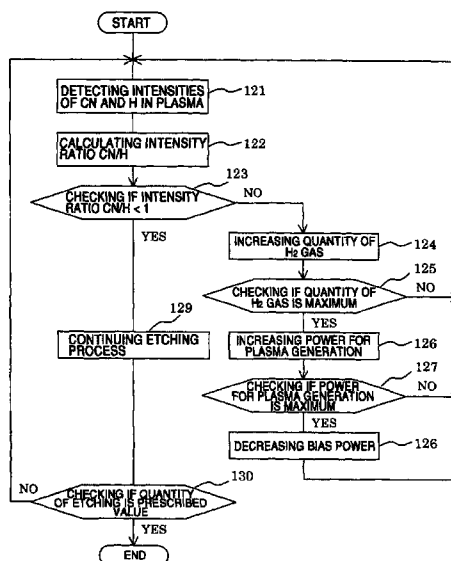 START
DETECTING INTENSITIES
OF CN AND H IN PLASMA
121
CALCULATING INTENSITY
RATIO CN/H
122
123
CHECKING IF INTENSITY
RATIO CN/H < 1
NO
YES
INCREASING QUANTITY OF
H2 GAS
124
125
CHECKING IF QUANTITY OF
H2 GAS IS MAXIMUM
NO
YES
129
CONTINUING ETCHING
PROCESS
INCREASING POWER FOR
PLASMA GENERATION
126
127
CHECKING IF POWER
FOR PLASMA GENERATION
IS MAXIMUM
NO
YES
DECREASING BIAS POWER
126
130
NO
CHECKING IF QUANTITY
OF ETCHING IS PRESCRIBED
VALUE
YES
END